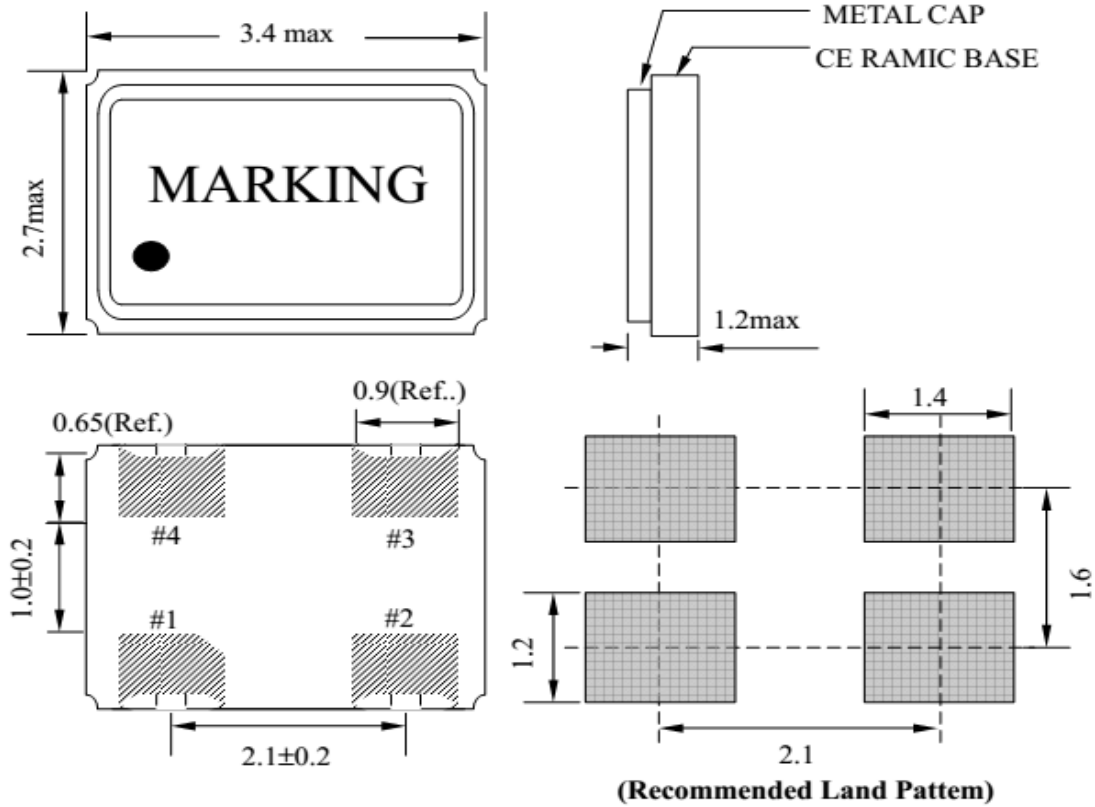 3.4 max
2.7max
MARKING
METAL CAP
CE RAMIC BASE
1.2max
0.65(Ref.)
0.9(Ref..)
1.0±0.2
#4
#3
#1
#2
2.1±0.2
1.4
1.6
1.2
2.1
(Recommended Land Pattem)